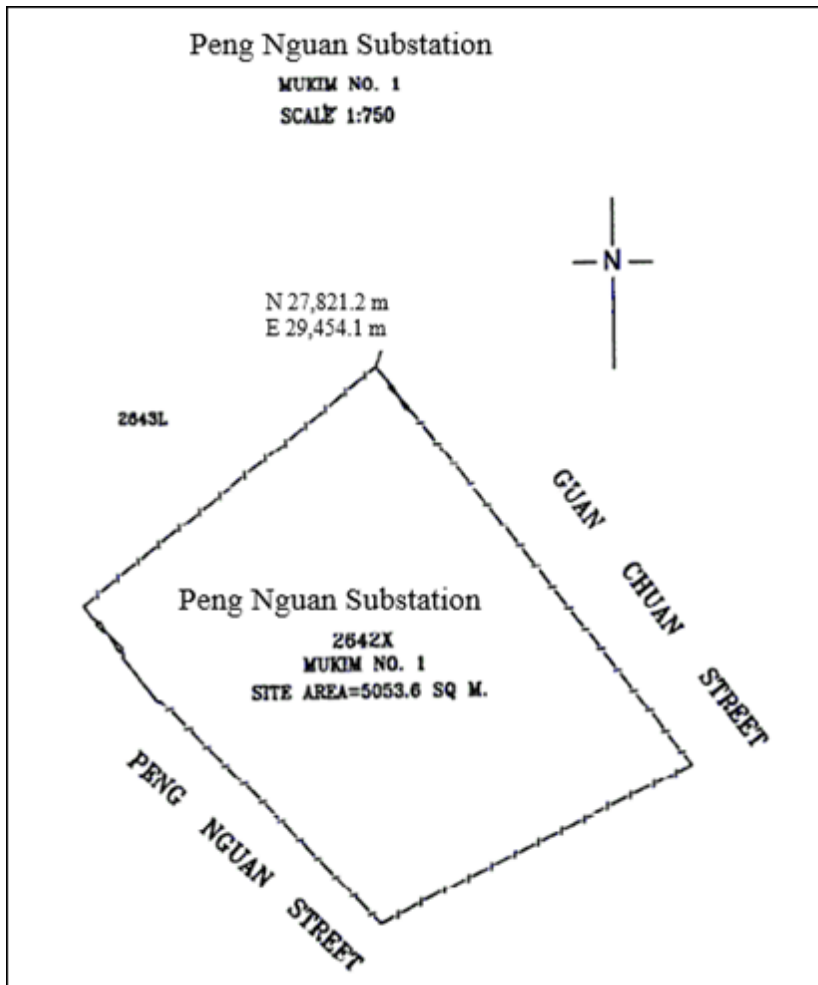 Peng Nguan Substation
MUKIM NO. 1
SCALE 1:750
N
N 27,821.2 m
E 29,454.1 m
2643L
GUAN CHUAN STREET
Peng Nguan Substation
2642X
MUKIM NO. 1
SITE AREA=5053.6 SQ M.
PENG NGUAN STREET